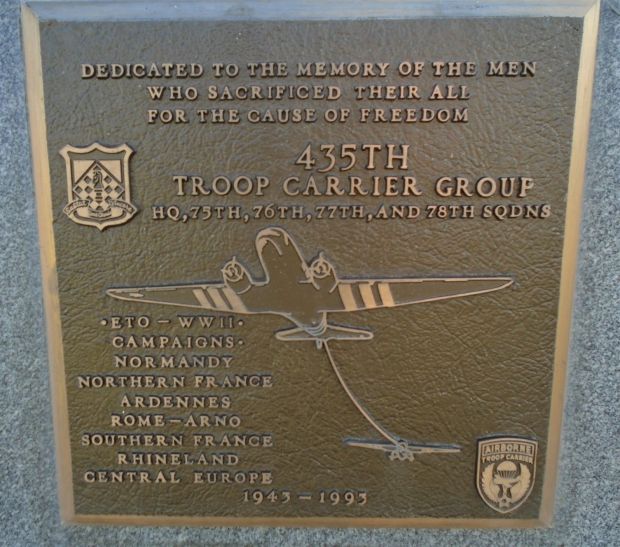 DEDICATED TO THE MEMORY OF THE MEN
WHO SACRIFICED THEIR ALL
FOR THE CAUSE OF FREEDOM
435TH
TROOP CARRIER GROUP
HQ, 75TH, 76TH, 77TH, AND 78TH SQDNS
·ETO – WWII·
CAMPAIGNS·
NORMANDY
NORTHERN FRANCE
ARDENNES
ROME–ARNO
SOUTHERN FRANCE
RHINELAND
CENTRAL EUROPE
1943 – 1993
AIRBORNE
TROOP CARRIER